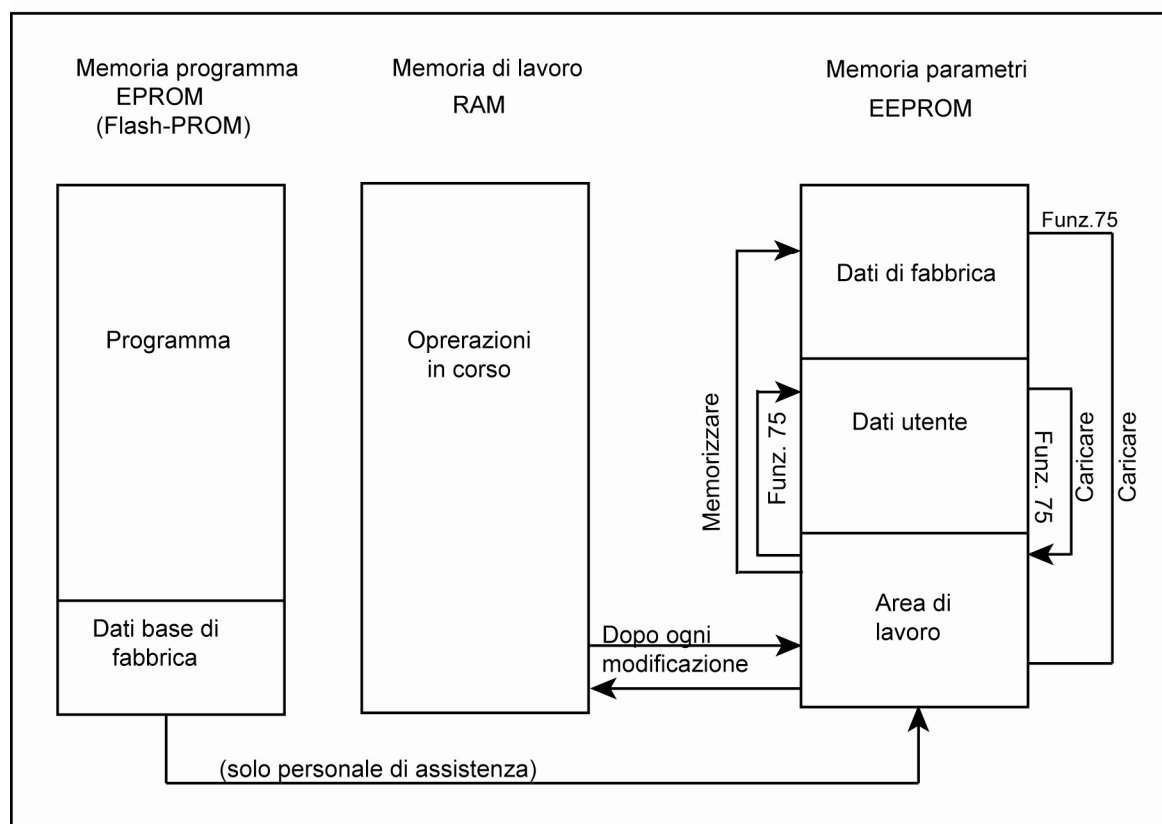 Memoria programma
EPROM
(Flash-PROM)
Memoria di lavoro
RAM
Memoria parametri
EEPROM
Programma
Dati base di
fabbrica
Oprerazioni
in corso
Dati di fabbrica
Dati utente
Area di
lavoro
Memorizzare
Funz. 75
Funz.75
Funz. 75
Caricare
Caricare
Dopo ogni
modificazione
(solo personale di assistenza)